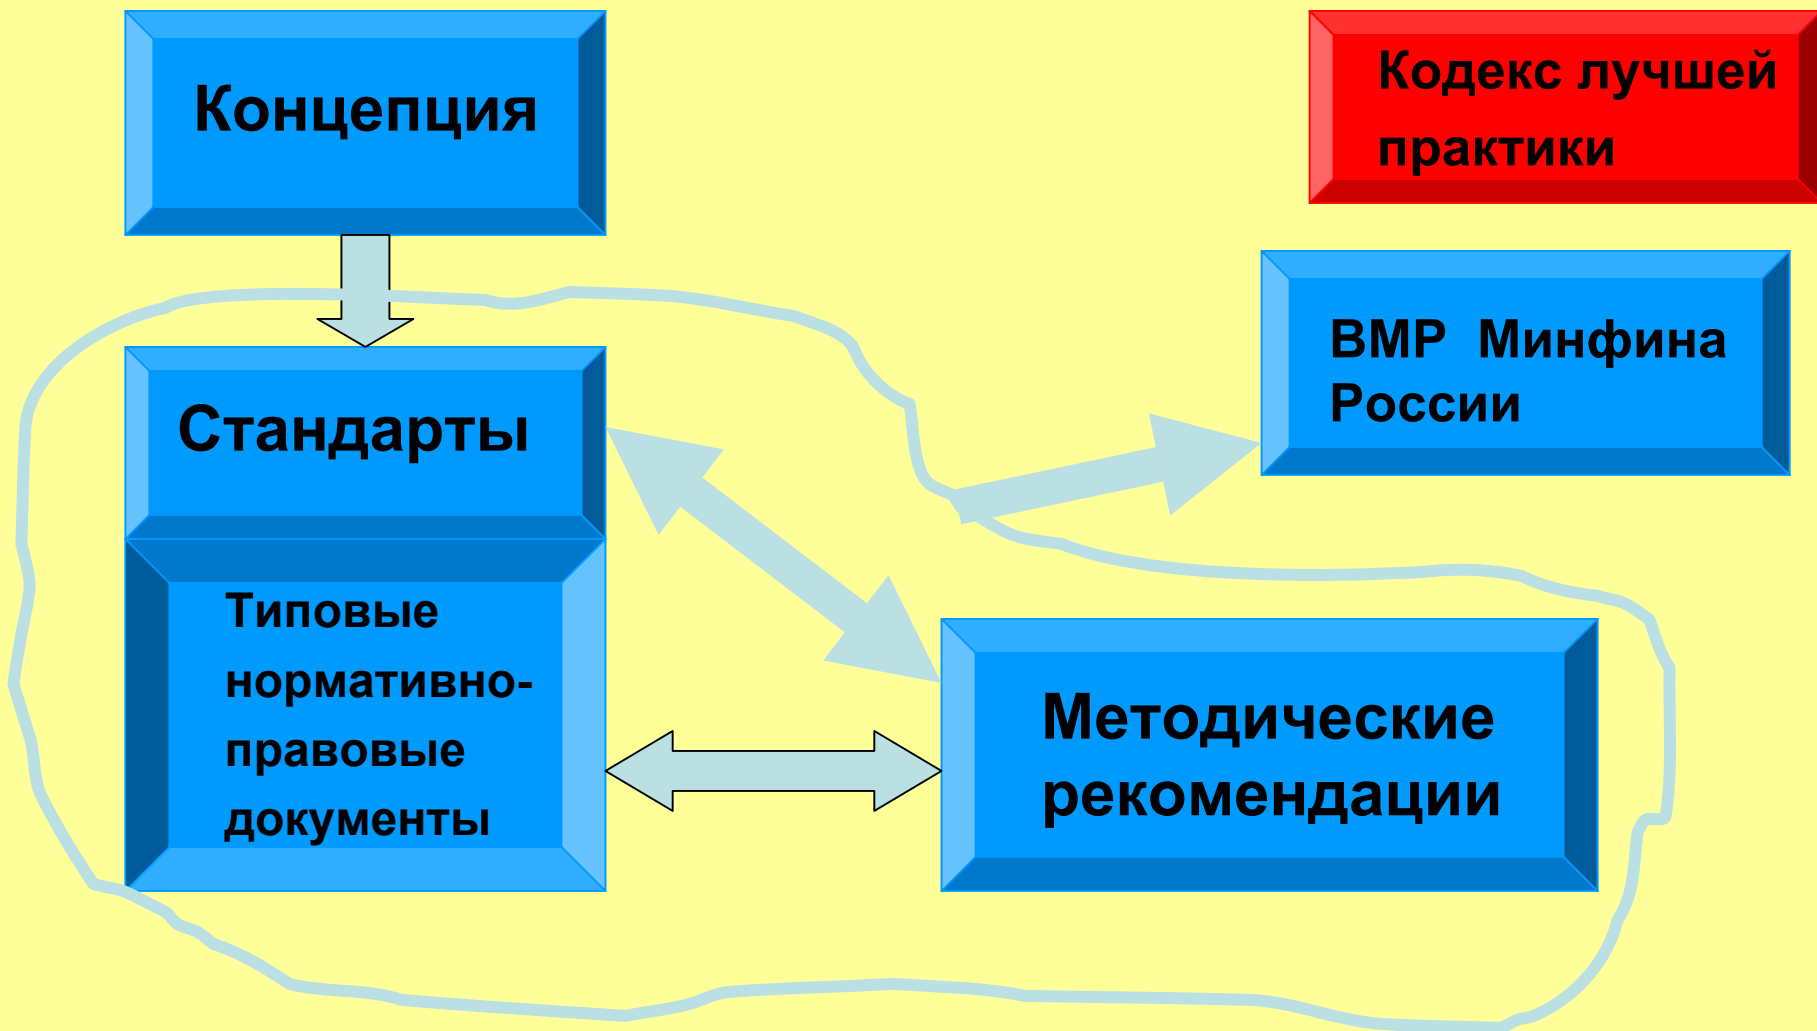 Концепция
Кодекс лучшей
практики
ВМР Минфина
России
Стандарты
Типовые
нормативно-
правовые
документы
Методические
рекомендации